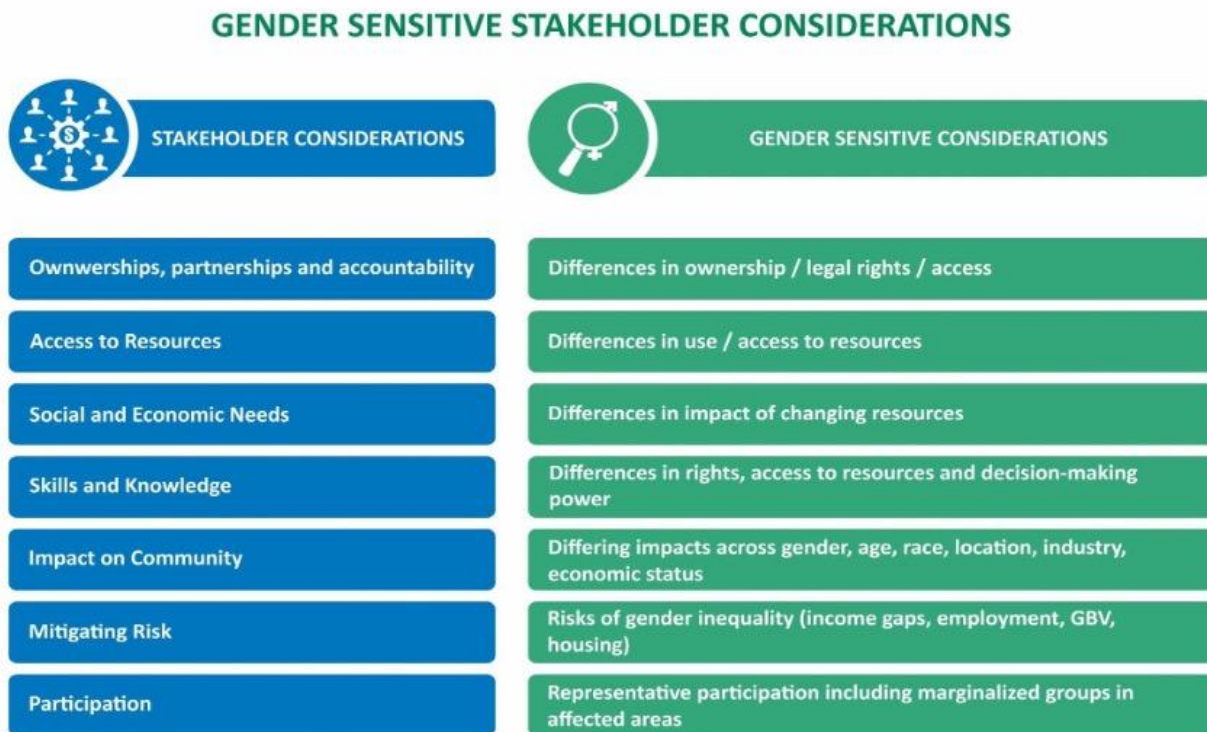 GENDER SENSITIVE STAKEHOLDER CONSIDERATIONS
STAKEHOLDER CONSIDERATIONS
GENDER SENSITIVE CONSIDERATIONS
Ownwerships, partnerships and accountability
Differences in ownership / legal rights / access
Access to Resources
Differences in use / access to resources
Social and Economic Needs
Differences in impact of changing resources
Skills and Knowledge
Differences in rights, access to resources and decision-making
power
Impact on Community
Differing impacts across gender, age, race, location, industry,
economic status
Mitigating Risk
Risks of gender inequality (income gaps, employment, GBV,
housing)
Participation
Representative participation including marginalized groups in
affected areas